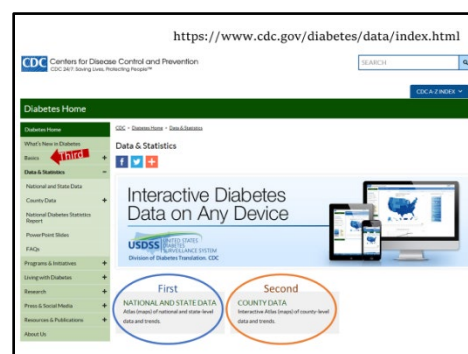 https://www.cdc.gov/diabetes/data/index.html
CDC Centers for Disease Control and Prevention
CDC 24/7: Saving Lives, Protecting People™
SEARCH
CDC A-Z INDEX
Diabetes Home
Diabetes Home
What's New in Diabetes
Basics +
Third
Data & Statistics –
National and State Data
County Data +
National Diabetes Statistics
Report
PowerPoint Slides
FAQs
Programs & Initiatives +
Living with Diabetes +
Research +
Press & Social Media +
Resources & Publications +
About Us
CDC > Diabetes Home > Data & Statistics
Data & Statistics
Interactive Diabetes
Data on Any Device
USDSS UNITED STATES
DIABETES
SURVEILLANCE SYSTEM
Division of Diabetes Translation. CDC
First
NATIONAL AND STATE DATA
Atlas (maps) of national and state-level
data and trends.
Second
COUNTY DATA
Interactive Atlas (maps) of county-level
data and trends.